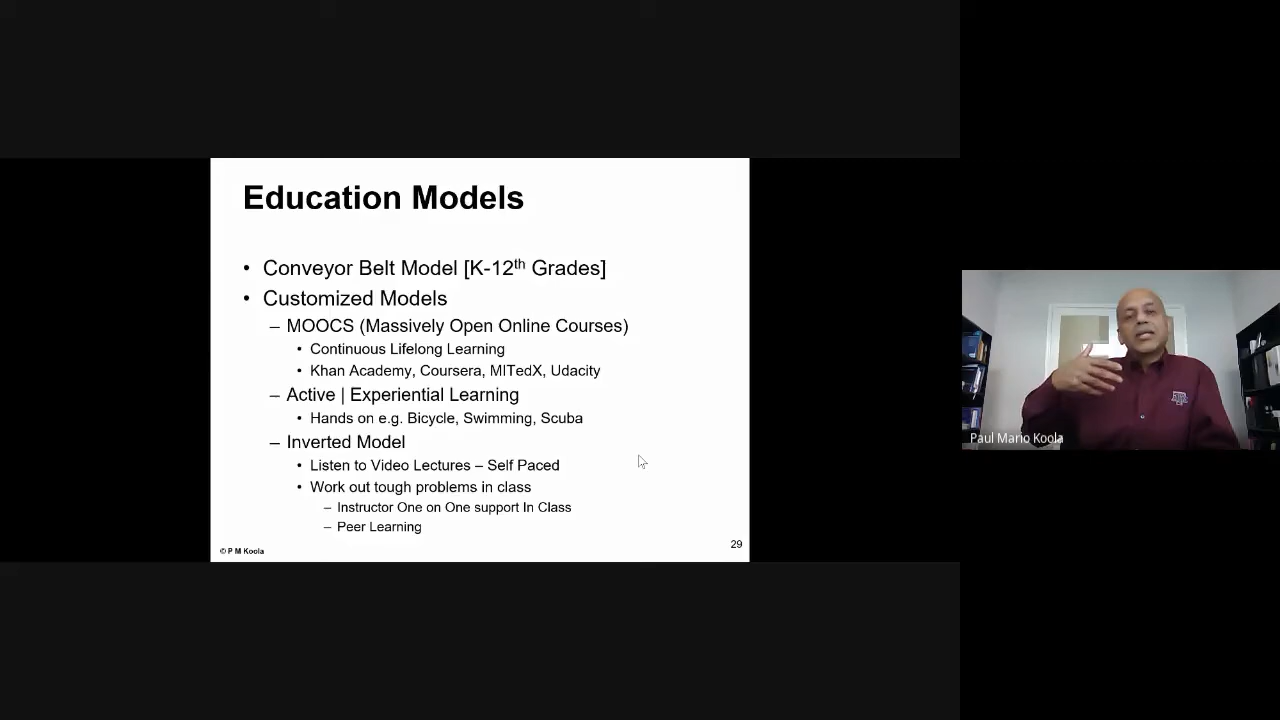 Education Models
• Conveyor Belt Model [K-12th Grades]
• Customized Models
– MOOCS (Massively Open Online Courses)
• Continuous Lifelong Learning
• Khan Academy, Coursera, MITedX, Udacity
– Active | Experiential Learning
• Hands on e.g. Bicycle, Swimming, Scuba
– Inverted Model
• Listen to Video Lectures – Self Paced
• Work out tough problems in class
– Instructor One on One support In Class
– Peer Learning
© P M Koola
29
Paul Mario Koola